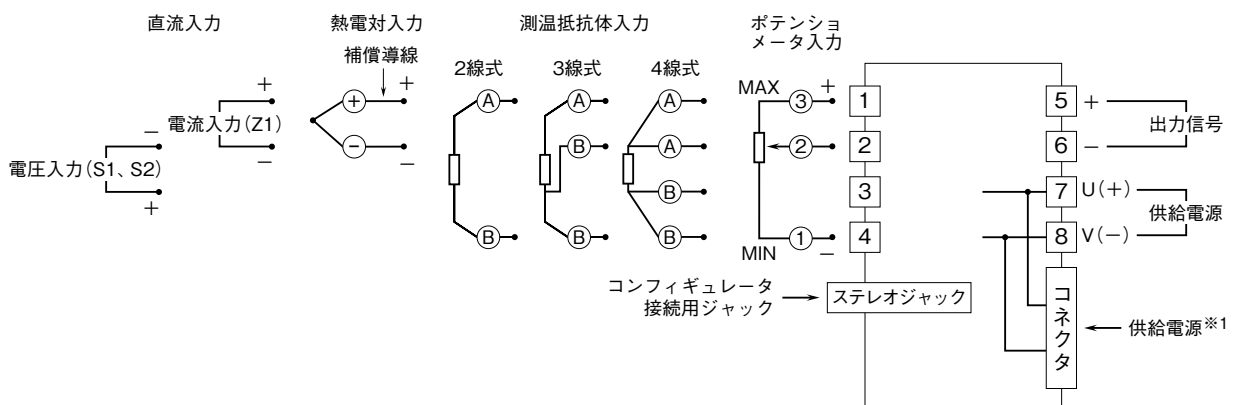 直流入力
熱電対入力
測温抵抗体入力
ポテンショ
メータ入力
補償導線
2線式
3線式
4線式
+
−
電流入力(Z1)
−
電圧入力(S1、S2)
+
+
+
−
−
A
B
A
B
B
A
A
B
B
MAX
3
+
2
1
−
MIN
1
2
3
4
5
+
6
−
出力信号
7
U(+)
8
V(−)
供給電源
コンフィギュレータ
接続用ジャック
ステレオジャック
コネクタ
供給電源※1